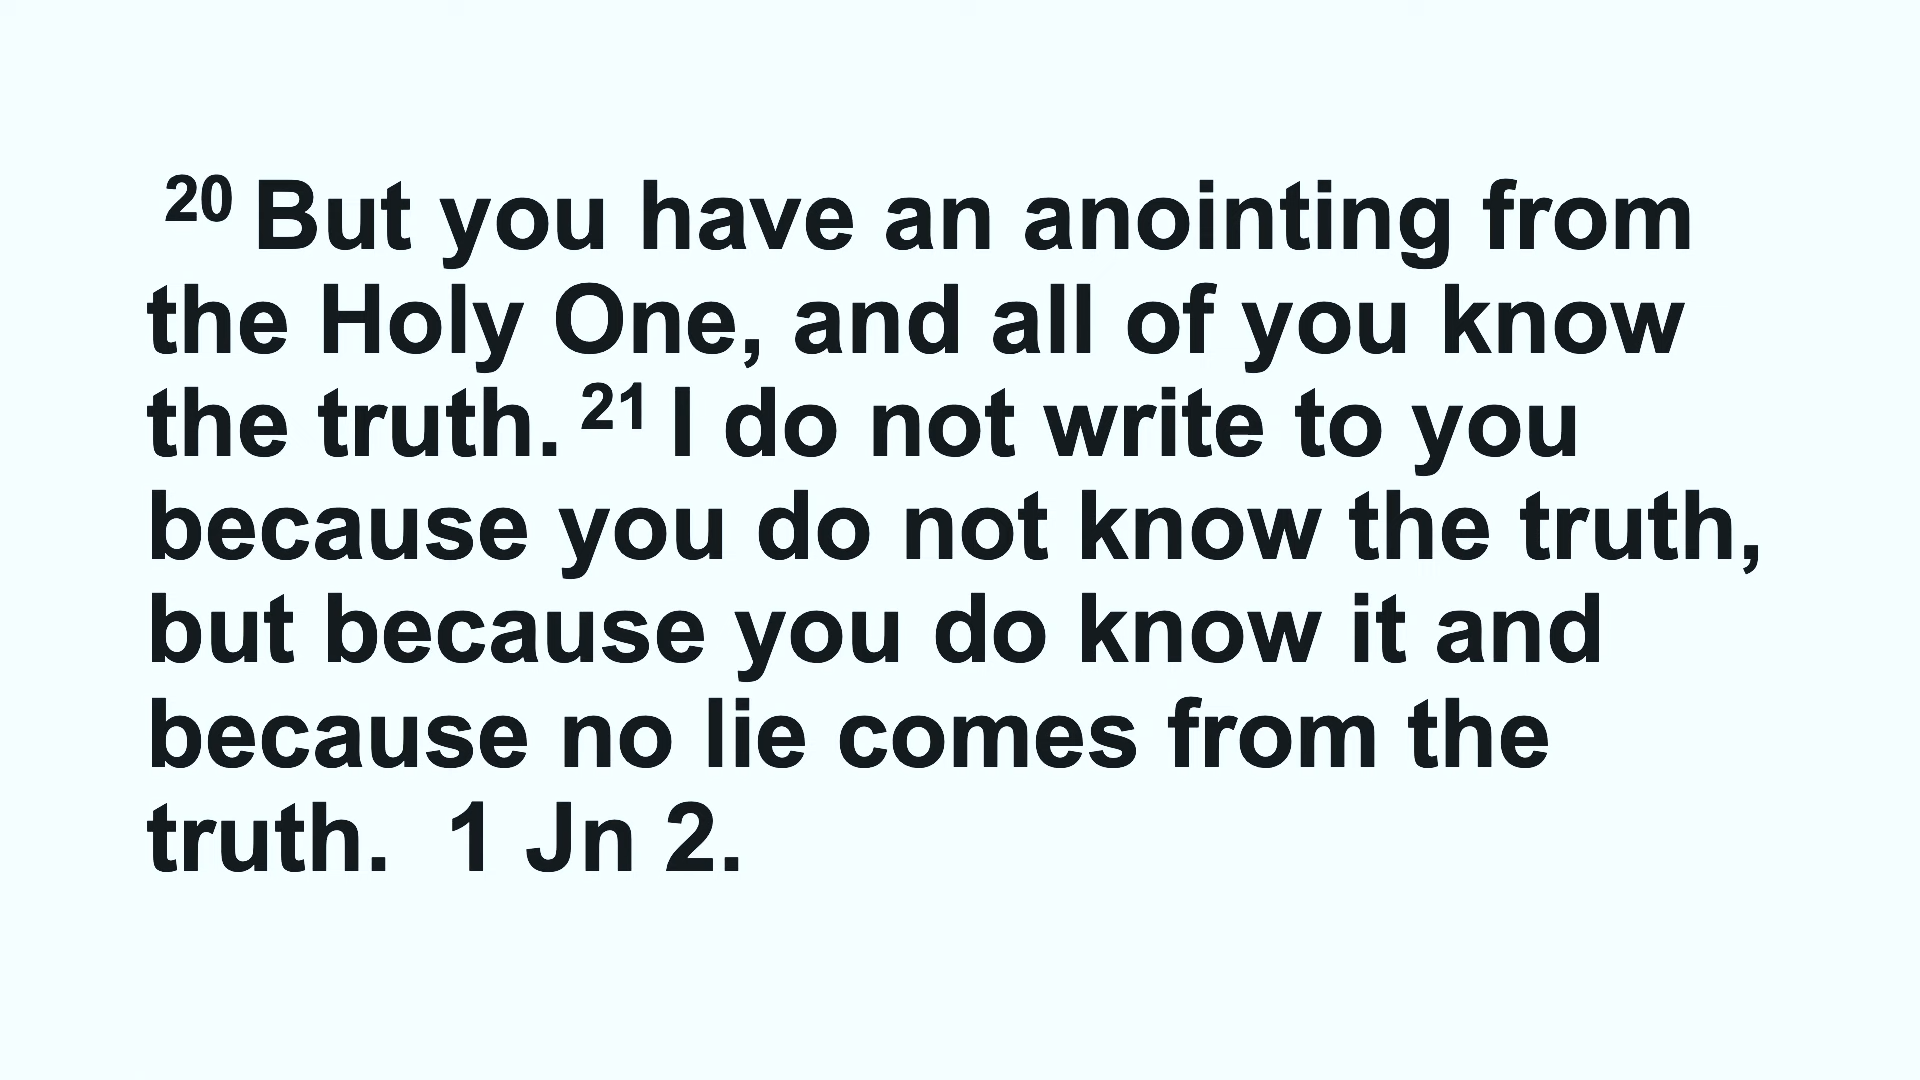 20 But you have an anointing from
the Holy One, and all of you know
the truth. 21 I do not write to you
because you do not know the truth,
but because you do know it and
because no lie comes from the
truth.  1 Jn 2.